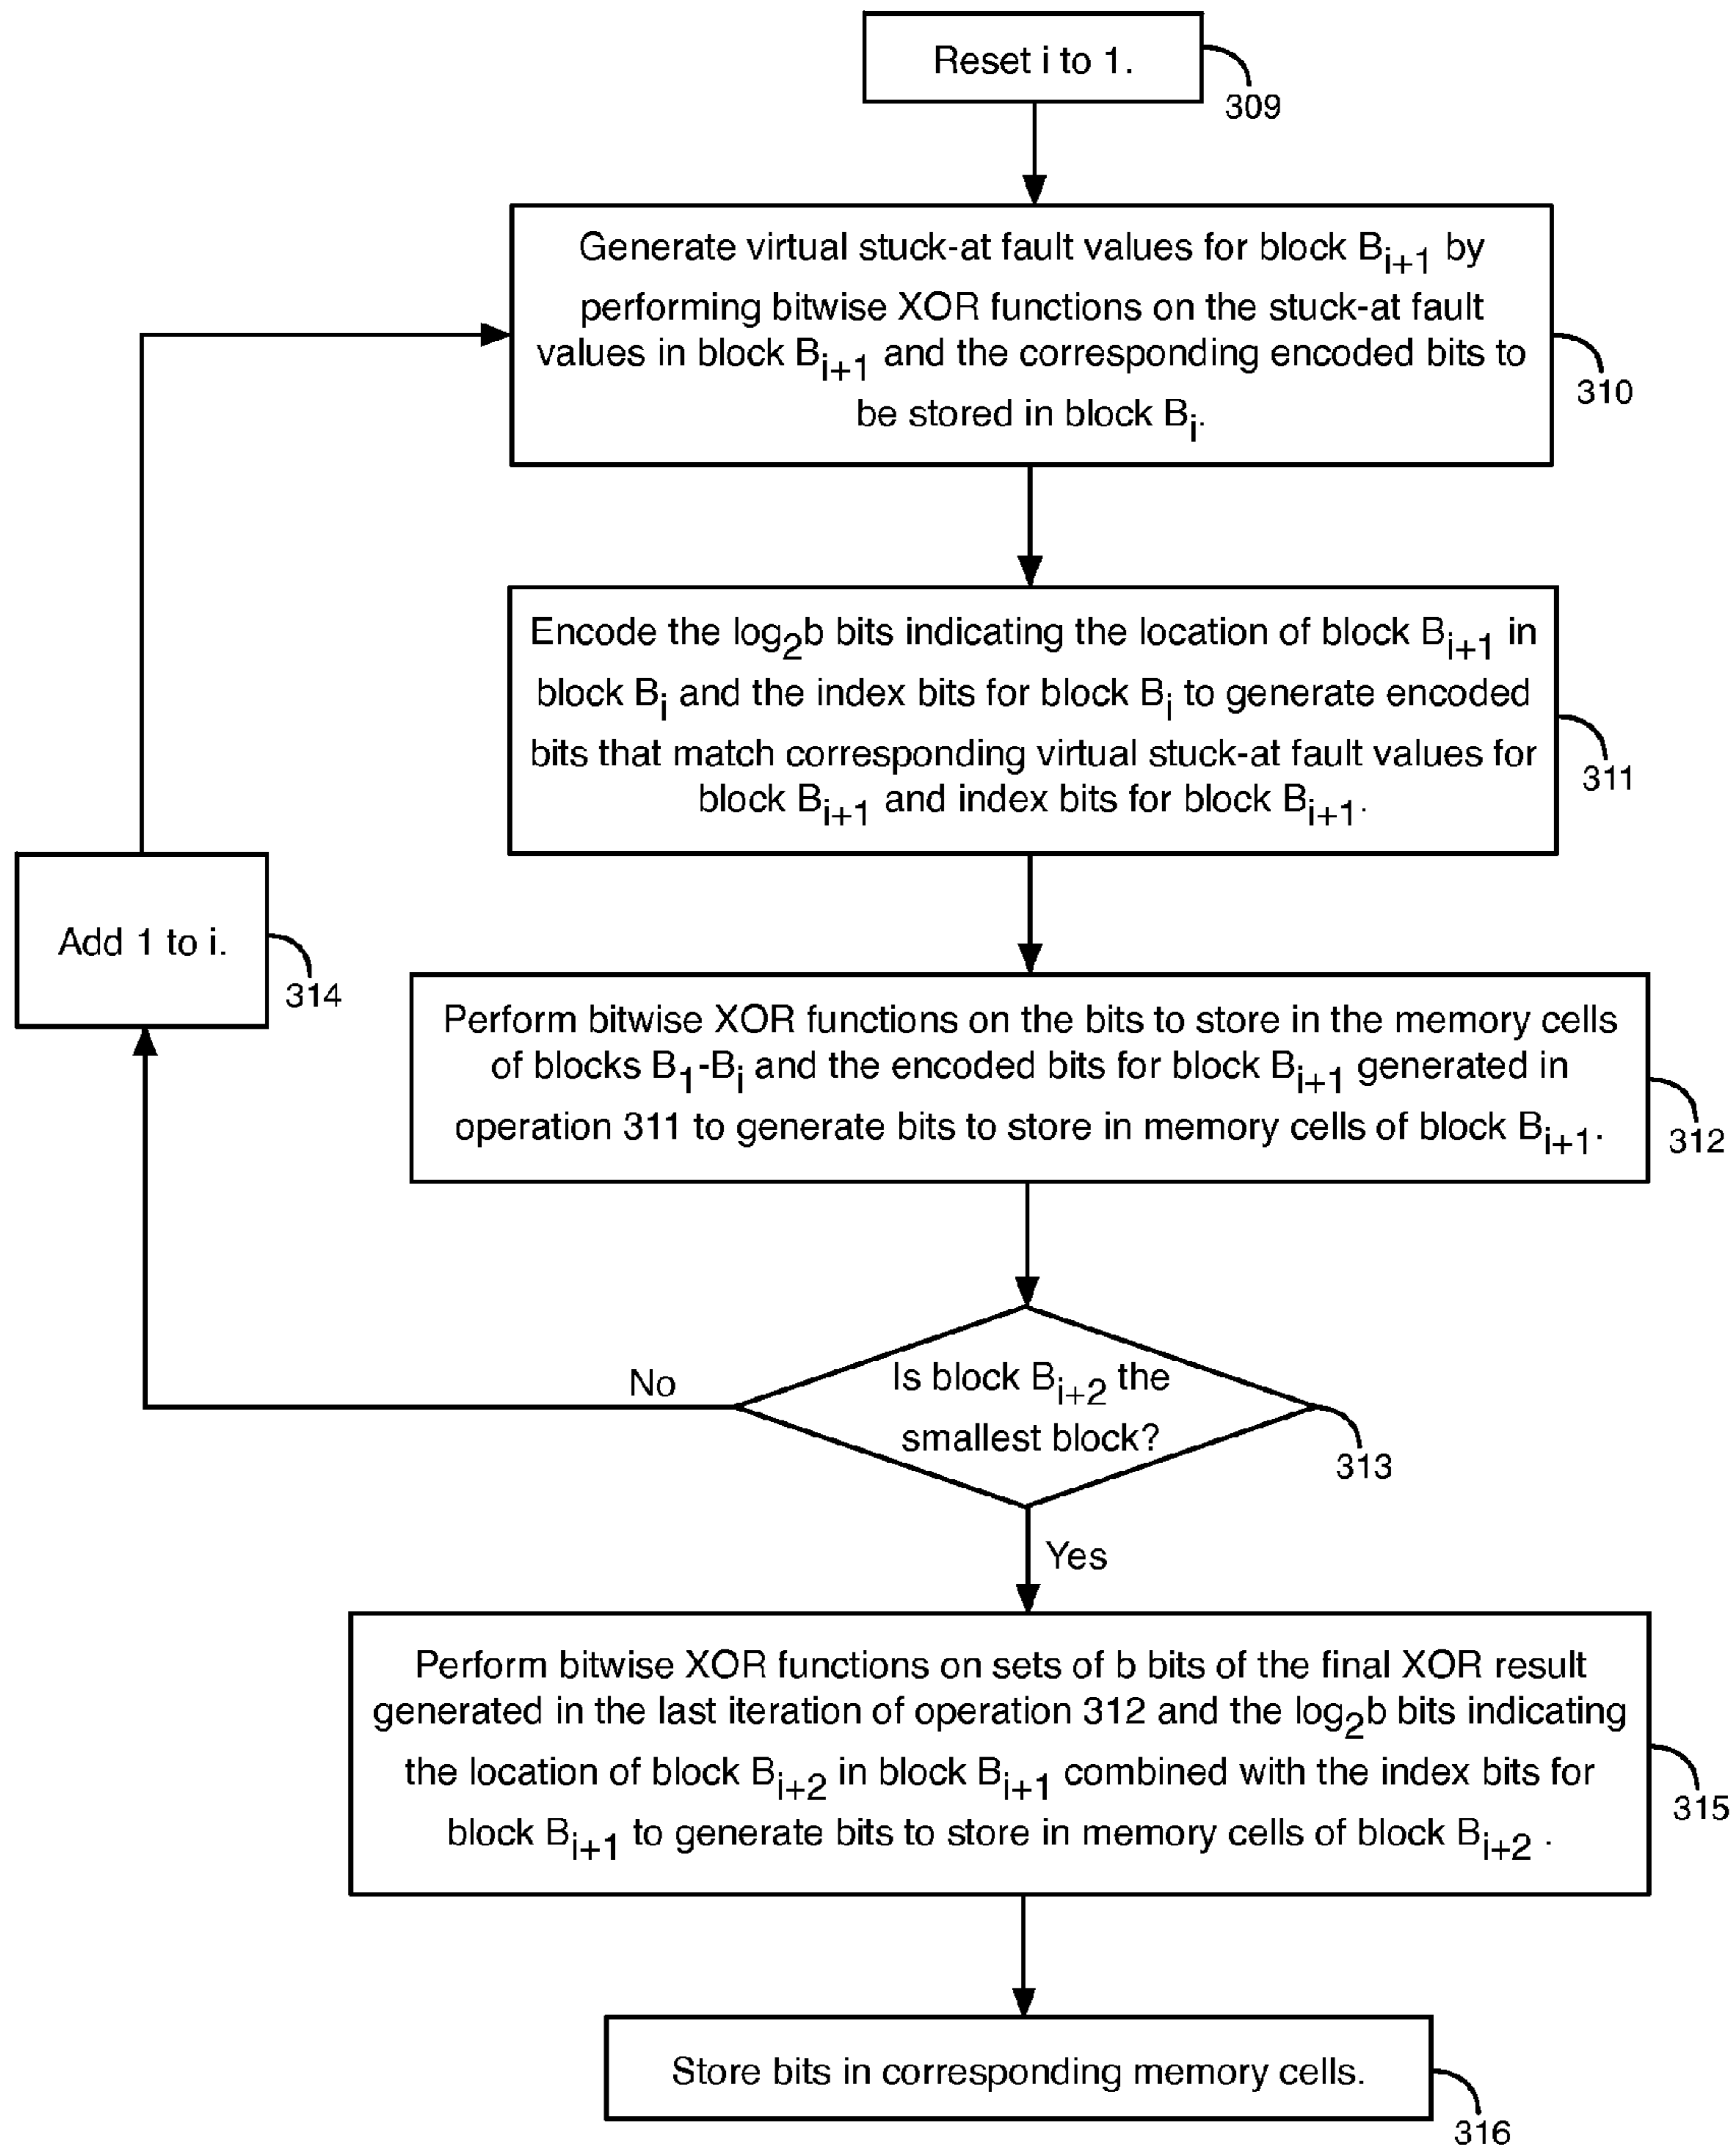 Reset i to 1.
309
Generate virtual stuck-at fault values for block Bi+1 by
performing bitwise XOR functions on the stuck-at fault
values in block Bi+1 and the corresponding encoded bits to
be stored in block Bi.
310
Encode the log2b bits indicating the location of block Bi+1 in
block Bi and the index bits for block Bi to generate encoded
bits that match corresponding virtual stuck-at fault values for
block Bi+1 and index bits for block Bi+1.
311
Add 1 to i.
314
Perform bitwise XOR functions on the bits to store in the memory cells
of blocks B1-Bi and the encoded bits for block Bi+1 generated in
operation 311 to generate bits to store in memory cells of block Bi+1.
312
No
Is block Bi+2 the
smallest block?
313
Yes
Perform bitwise XOR functions on sets of b bits of the final XOR result
generated in the last iteration of operation 312 and the log2b bits indicating
the location of block Bi+2 in block Bi+1 combined with the index bits for
block Bi+1 to generate bits to store in memory cells of block Bi+2 .
315
Store bits in corresponding memory cells.
316